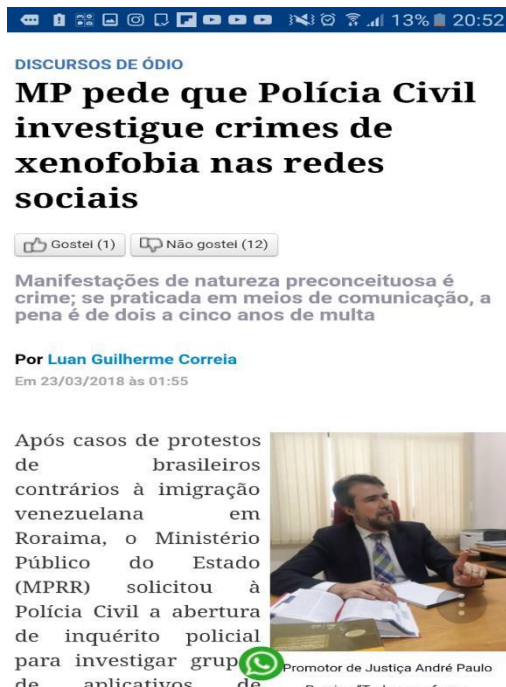 13% 20:52
DISCURSOS DE ÓDIO
MP pede que Polícia Civil
investigue crimes de
xenofobia nas redes
sociais
Gostei (1) Não gostei (12)
Manifestações de natureza preconceituosa é
crime; se praticada em meios de comunicação, a
pena é de dois a cinco anos de multa
Por Luan Guilherme Correia
Em 23/03/2018 às 01:55
Após casos de protestos
de brasileiros
contrários à imigração
venezuelana em
Roraima, o Ministério
Público do Estado
(MPRR) solicitou à
Polícia Civil a abertura
de inquérito policial
para investigar
de aplicativos de
Promotor de Justiça André Paulo